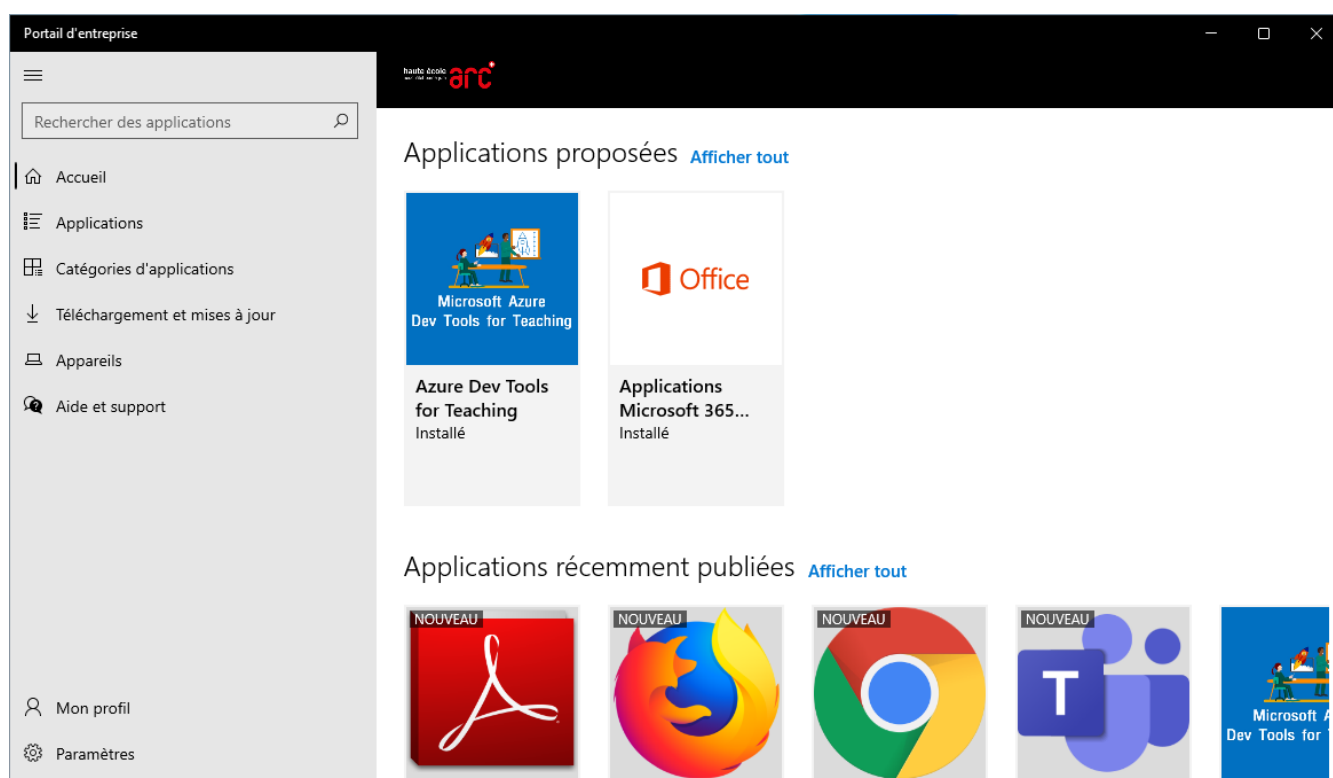 Portail d'entreprise
haute école
arc
Rechercher des applications
Accueil
Applications
Catégories d'applications
Téléchargement et mises à jour
Appareils
Aide et support
Mon profil
Paramètres
Applications proposées Afficher tout
Microsoft Azure
Dev Tools for Teaching
Office
Azure Dev Tools
for Teaching
Installé
Applications
Microsoft 365...
Installé
Applications récemment publiées Afficher tout
NOUVEAU
NOUVEAU
NOUVEAU
NOUVEAU
T
Microsoft A
Dev Tools for